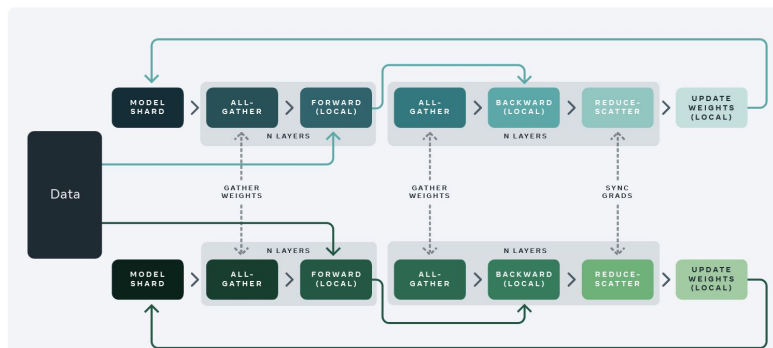 MODEL
SHARD
ALL-
GATHER
FORWARD
(LOCAL)
N LAYERS
ALL-
GATHER
BACKWARD
(LOCAL)
REDUCE-
SCATTER
N LAYERS
UPDATE
WEIGHTS
(LOCAL)
Data
GATHER
WEIGHTS
GATHER
WEIGHTS
SYNC
GRADS
N LAYERS
N LAYERS
MODEL
SHARD
ALL-
GATHER
FORWARD
(LOCAL)
ALL-
GATHER
BACKWARD
(LOCAL)
REDUCE-
SCATTER
UPDATE
WEIGHTS
(LOCAL)